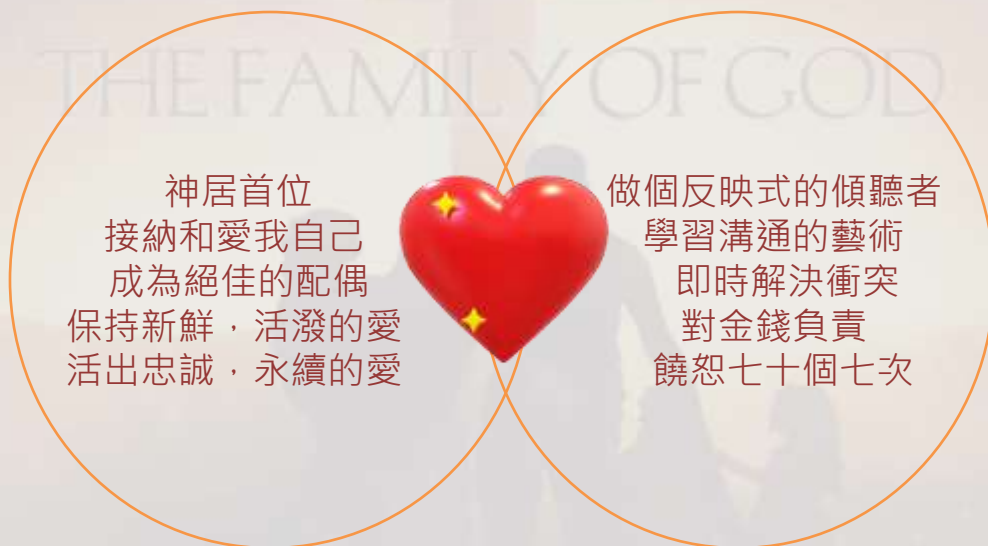 THE FAMILY OF GOD
神居首位
接納和愛我自己
成為絕佳的配偶
保持新鮮，活潑的愛
活出忠誠，永續的愛
做個反映式的傾聽者
學習溝通的藝術
即時解決衝突
對金錢負責
饒恕七十個七次